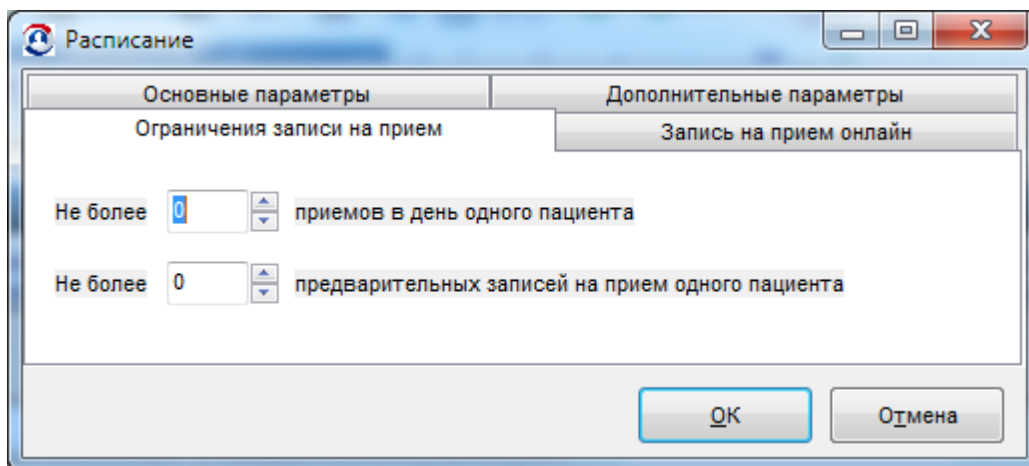 Расписание
Основные параметры
Дополнительные параметры
Ограничения записи на прием
Запись на прием онлайн
Не более 0 приемов в день одного пациента
Не более 0 предварительных записей на прием одного пациента
OK
Отмена